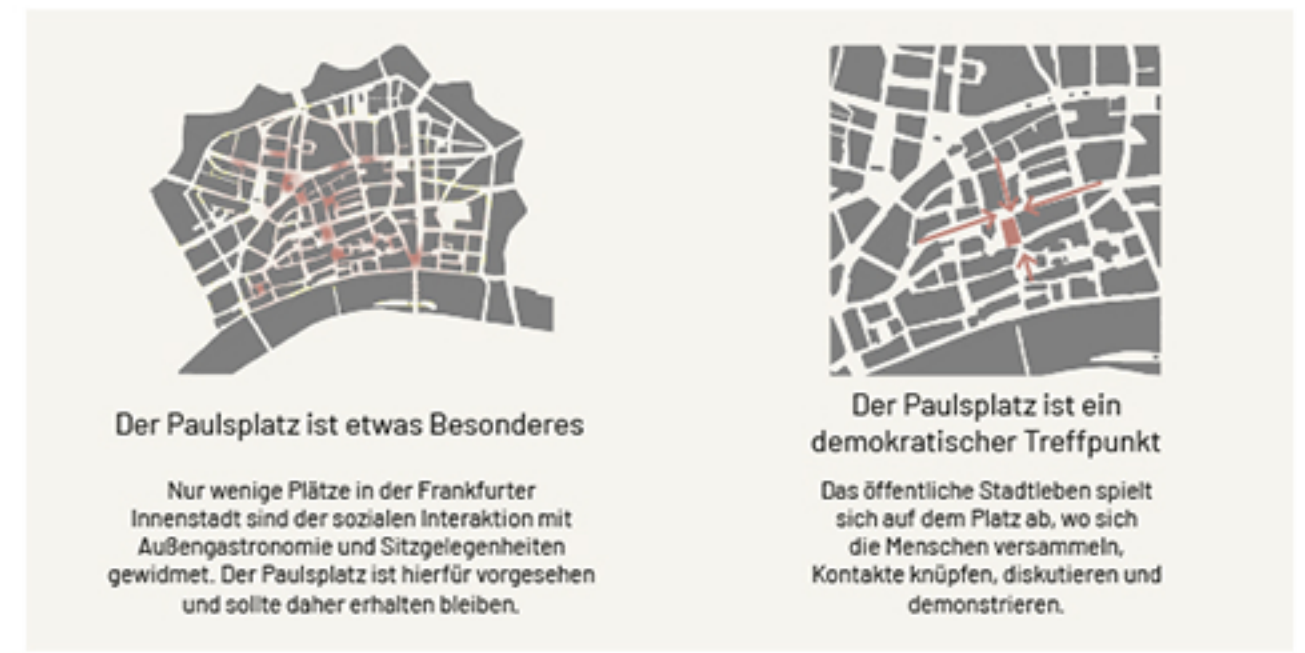 Der Paulsplatz ist etwas Besonderes
Nur wenige Plätze in der Frankfurter
Innenstadt sind der sozialen Interaktion mit
Außengastronomie und Sitzgelegenheiten
gewidmet. Der Paulsplatz ist hierfür vorgesehen
und sollte daher erhalten bleiben.
Der Paulsplatz ist ein
demokratischer Treffpunkt
Das öffentliche Stadtleben spielt
sich auf dem Platz ab, wo sich
die Menschen versammeln,
Kontakte knüpfen, diskutieren und
demonstrieren.